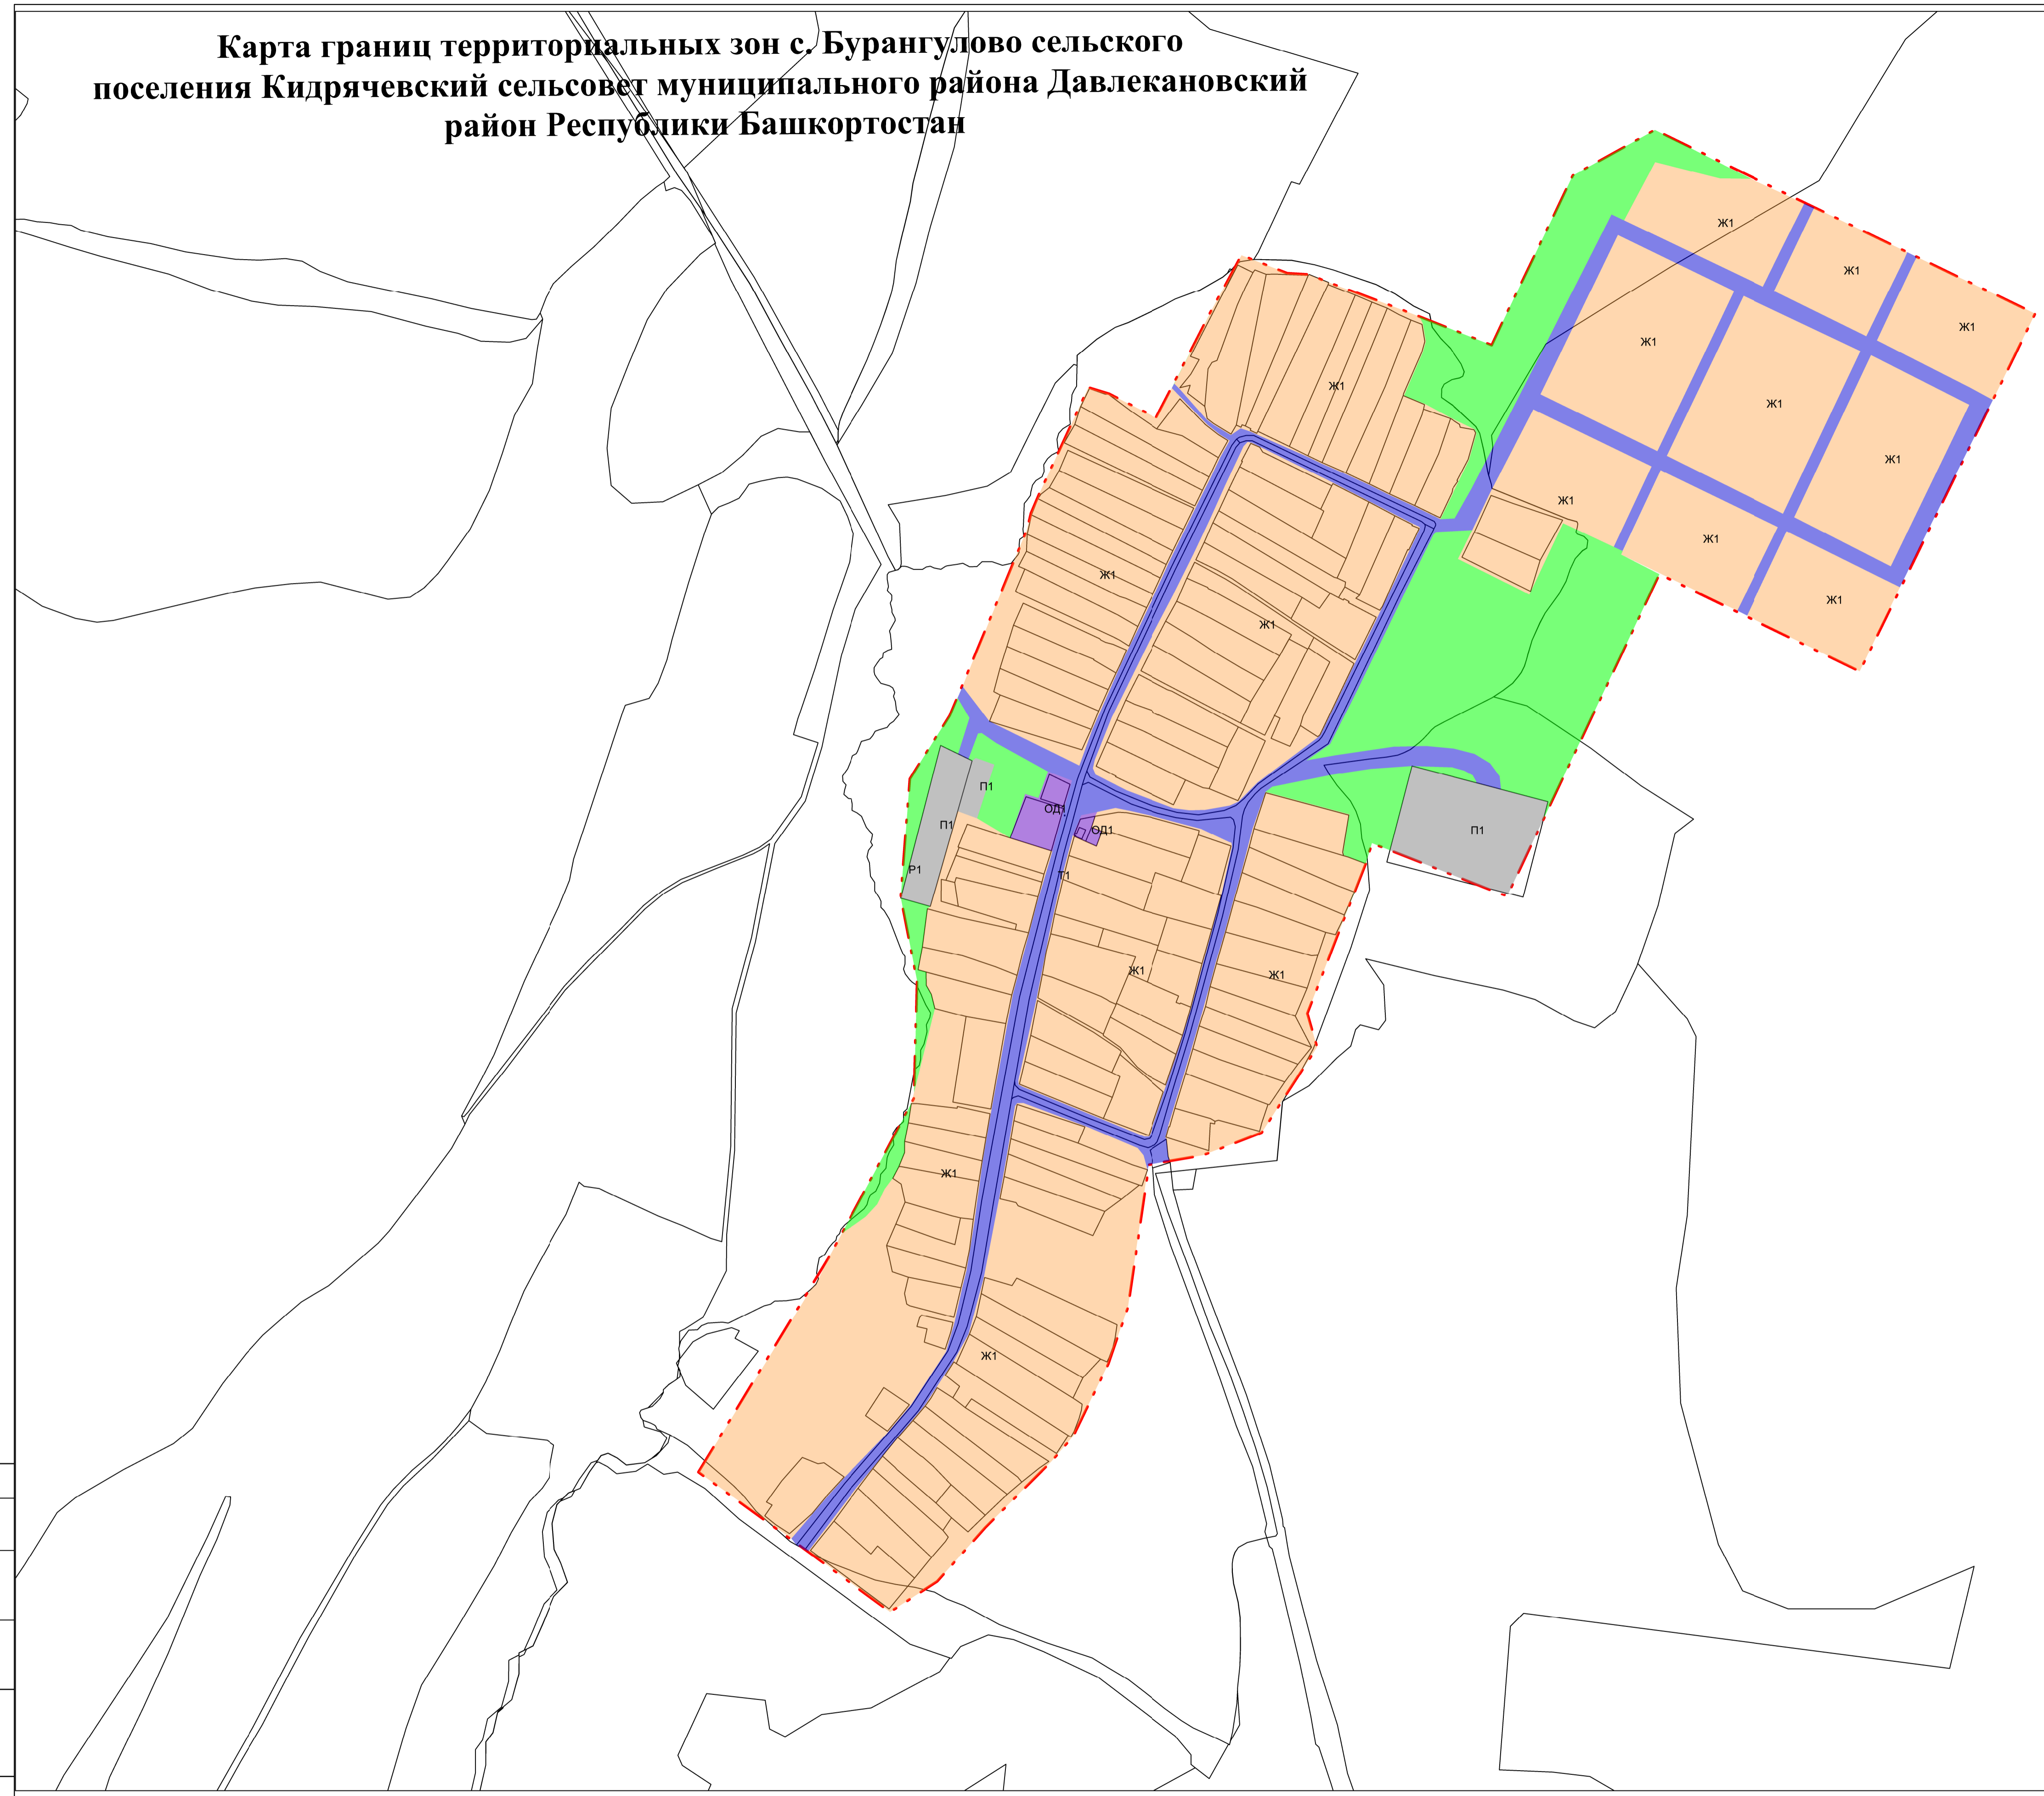 Карта границ территориальных зон с. Бурангулово сельского
поселения Кидрячевский сельсовет муниципального района Давлекановский
район Республики Башкортостан
Ж1
Ж1
Ж1
Ж1
Ж1
Ж1
Ж1
Ж1
Ж1
Ж1
Ж1
Ж1
Ж1
П1
ОД1
П1
ОД1
П1
Р1
Т1
Ж1
Ж1
Ж1
Ж1